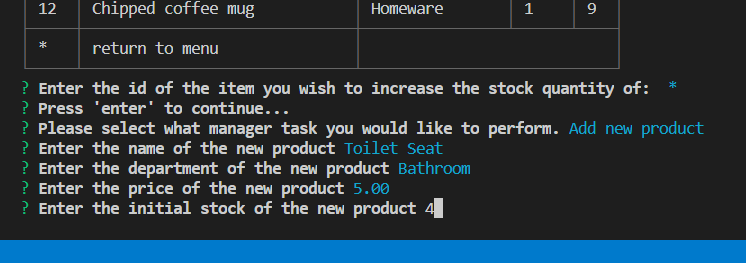 12 Chipped coffee mug Homeware 1 9
* return to menu
? Enter the id of the item you wish to increase the stock quantity of: *
? Press 'enter' to continue...
? Please select what manager task you would like to perform. Add new product
? Enter the name of the new product Toilet Seat
? Enter the department of the new product Bathroom
? Enter the price of the new product 5.00
? Enter the initial stock of the new product 4